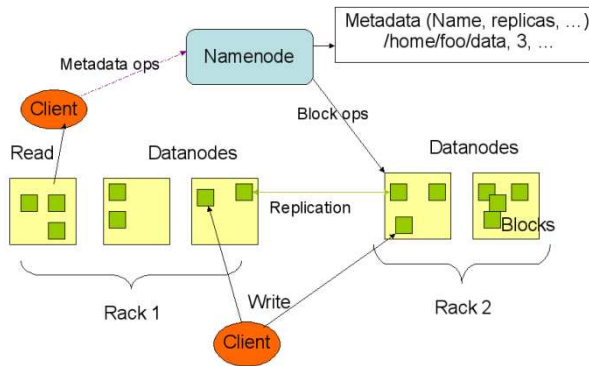 Metadata (Name, replicas, ...)
/home/foo/data, 3, ...
Namenode
Metadata ops
Client
Block ops
Read
Datanodes
Datanodes
Replication
Blocks
Write
Rack 1
Rack 2
Client